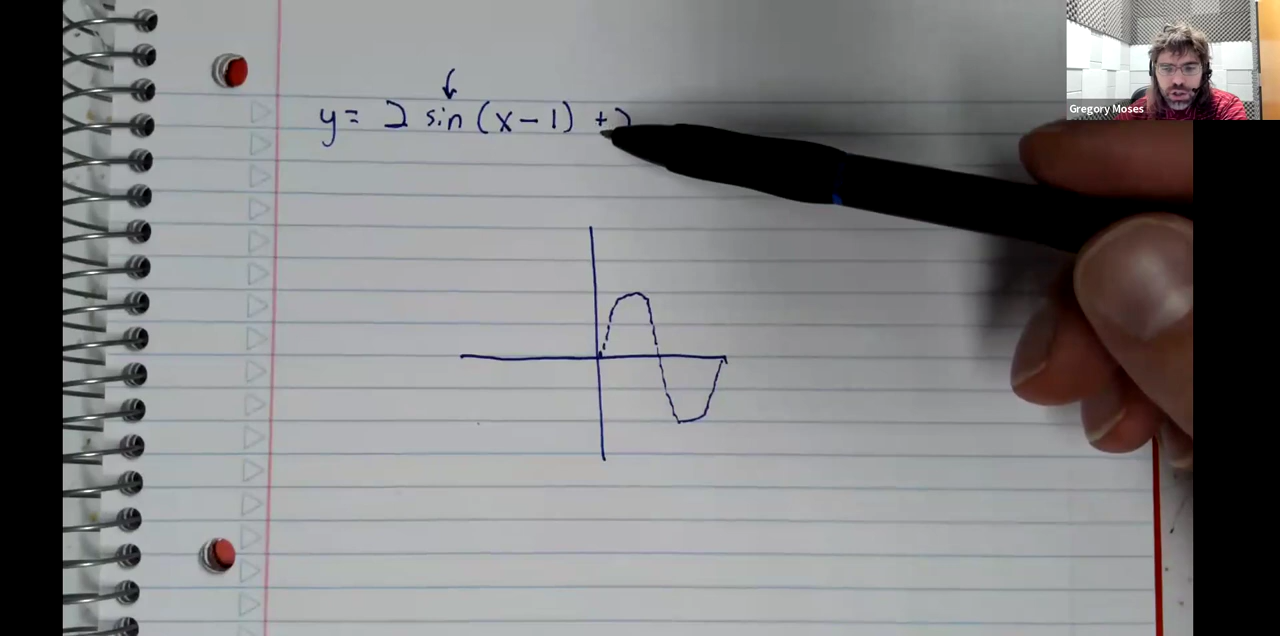 y = 2 sin (x - 1) +
Gregory Moses